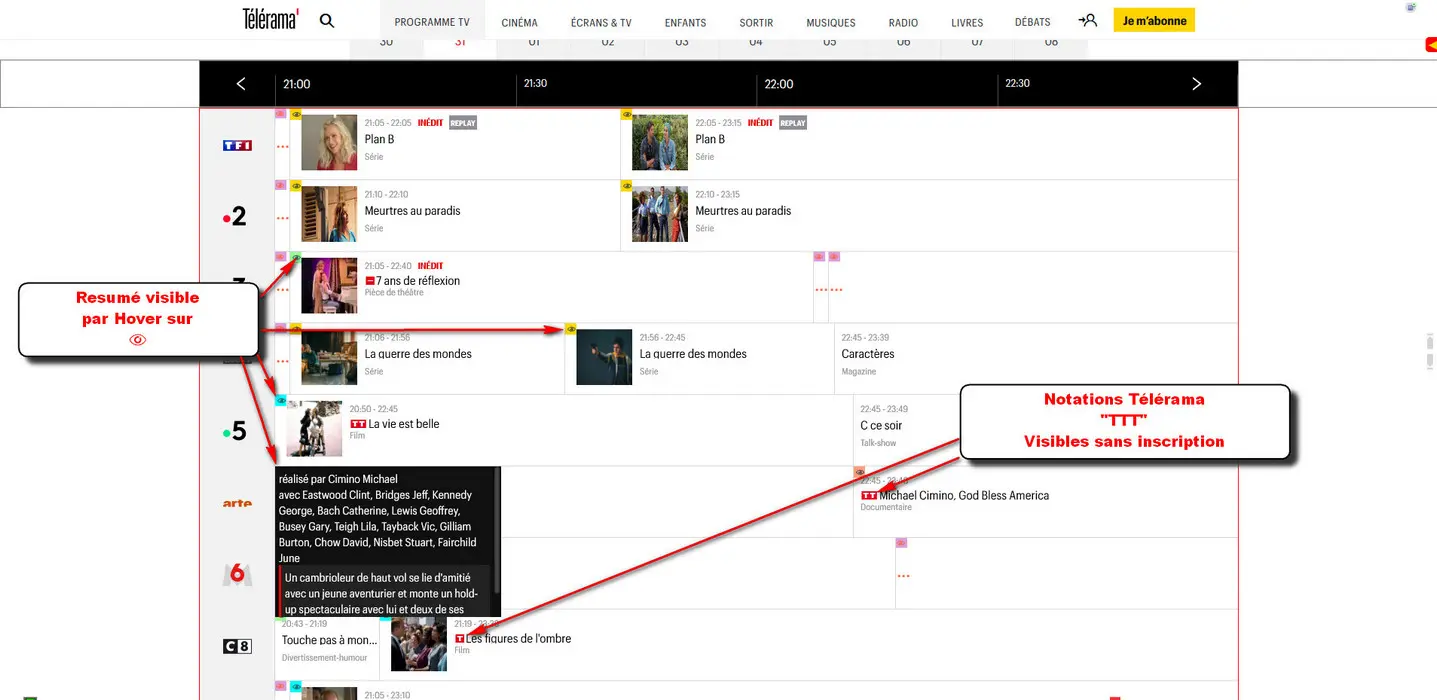 Télérama'
PROGRAMME TV
CINÉMA
ÉCRANS & TV
ENFANTS
SORTIR
MUSIQUES
RADIO
LIVRES
DÉBATS
Je m'abonne
30
31
01
02
03
04
05
06
07
08
21:00
21:30
22:00
22:30
TF1
21:05 - 22:05 INÉDIT REPLAY
Plan B
Série
22:05 - 23:15 INÉDIT REPLAY
Plan B
Série
2
21:10 - 22:10
Meurtres au paradis
Série
22:10 - 23:15
Meurtres au paradis
Série
21:05 - 22:40 INÉDIT
7 ans de réflexion
Pièce de théâtre
Resumé visible
par Hover sur
21:06 - 21:56
La guerre des mondes
Série
21:56 - 22:45
La guerre des mondes
Série
22:45 - 23:39
Caractères
Magazine
5
20:50 - 22:45
TT La vie est belle
Film
22:45 - 23:49
C ce soir
Talk-show
Notations Télérama
"TTT"
Visibles sans inscription
arte
réalisé par Cimino Michael
avec Eastwood Clint, Bridges Jeff, Kennedy
George, Bach Catherine, Lewis Geoffrey,
Busey Gary, Teigh Lila, Tayback Vic, Gilliam
Burton, Chow David, Nisbet Stuart, Fairchild
June
Un cambrioleur de haut vol se lie d'amitié
avec un jeune aventurier et monte un hold-
up spectaculaire avec lui et deux de ses
TT Michael Cimino, God Bless America
Documentaire
M6
C8
20:43 - 21:19
Touche pas à mon...
Divertissement-humour
T Les figures de l'ombre
Film
21:05 - 23:10